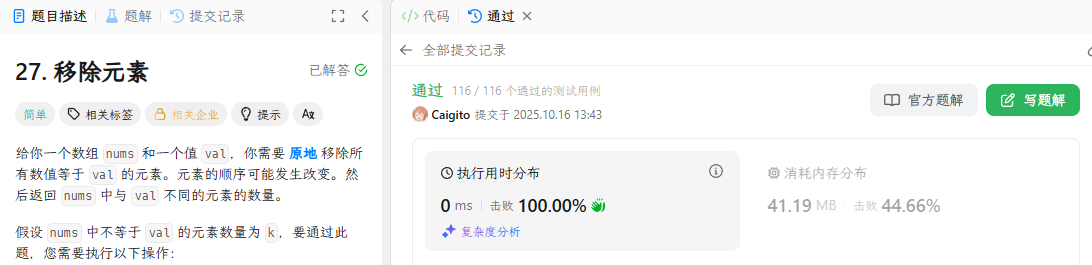 题目描述 题解 提交记录
27. 移除元素
已解答
简单 相关标签 相关企业 提示
给你一个数组 nums 和一个值 val，你需要 原地 移除所
有数值等于 val 的元素。元素的顺序可能发生改变。然
后返回 nums 中与 val 不同的元素的数量。
假设 nums 中不等于 val 的元素数量为 k，要通过此
题，您需要执行以下操作：
</> 代码 通过
全部提交记录
通过 116 / 116 个通过的测试用例
Caigito 提交于 2025.10.16 13:43
官方题解 写题解
执行用时分布
0 ms 击败 100.00%
复杂度分析
消耗内存分布
41.19 MB 击败 44.66%